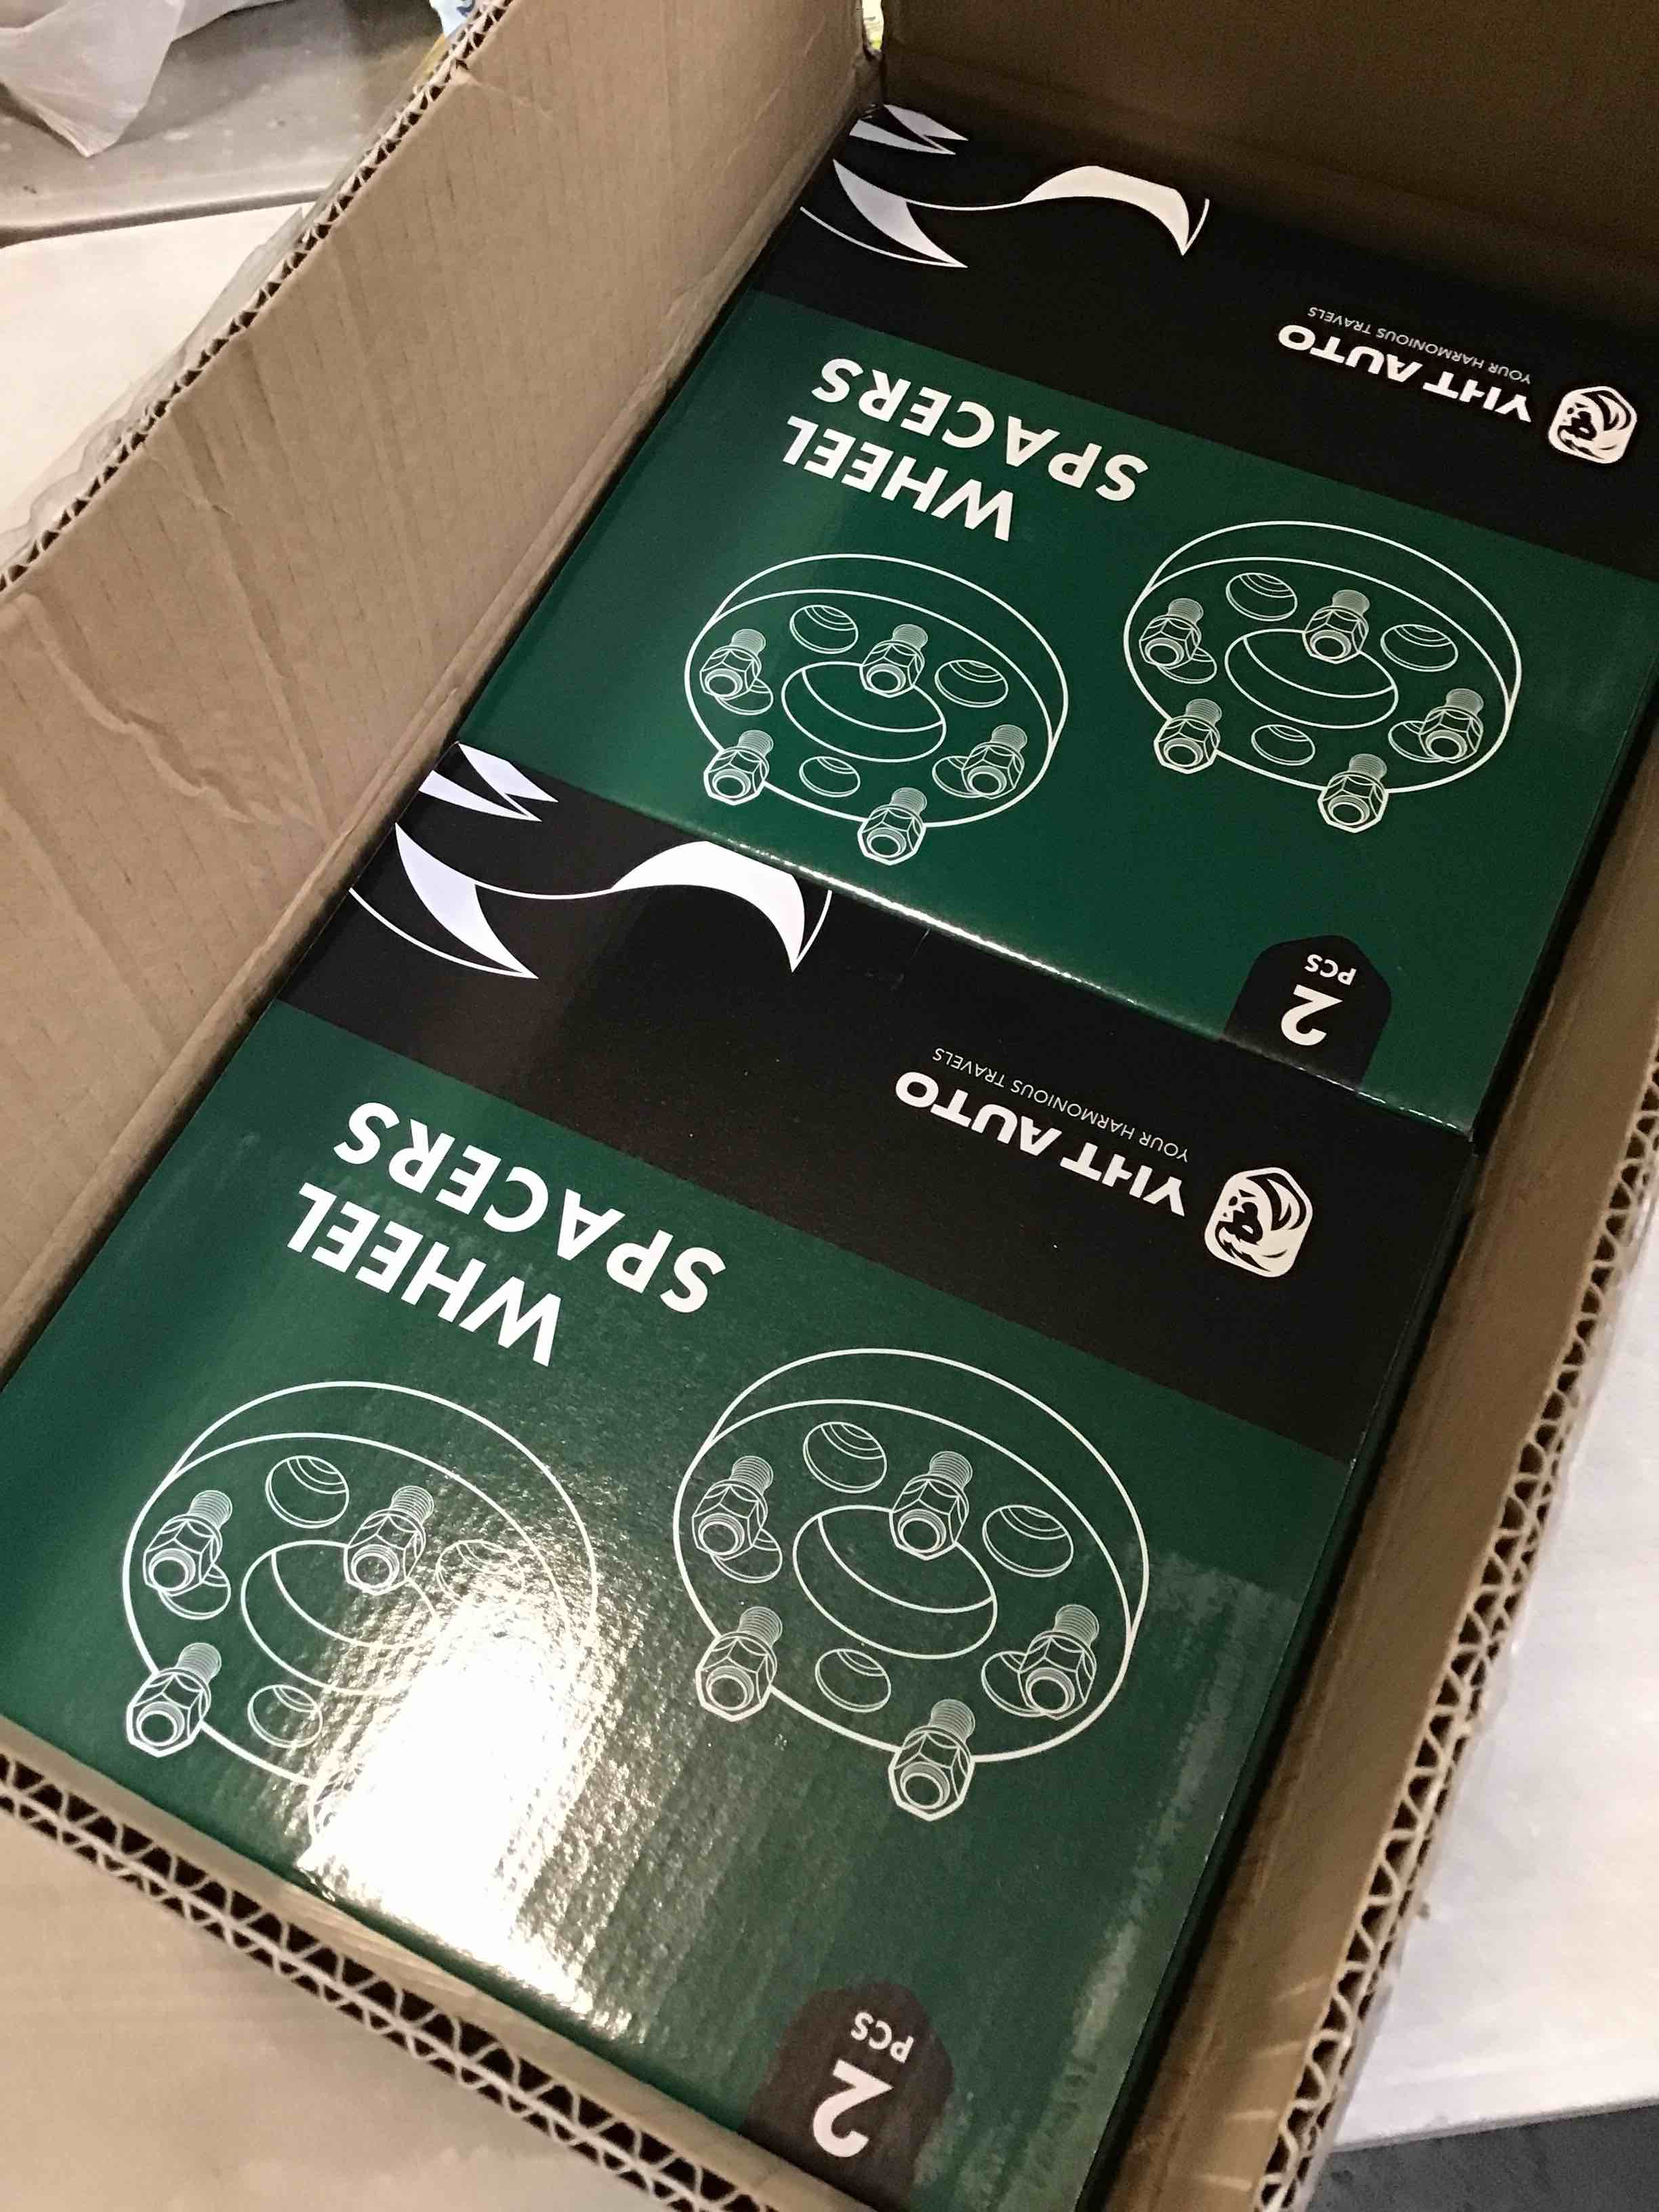 YIHT AUTO
YOUR HARMONIOUS TRAVELS
WHEEL
SPACERS
2
PCS
YIHT AUTO
YOUR HARMONIOUS TRAVELS
WHEEL
SPACERS
2
PCS